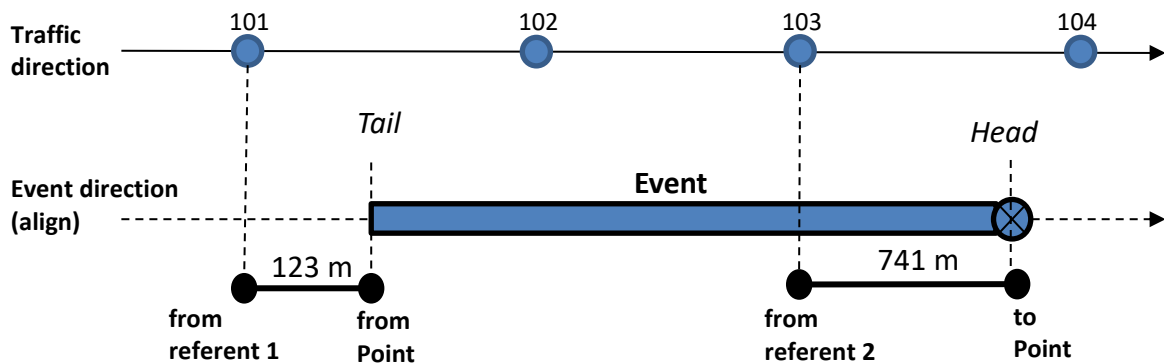 101
102
103
104
Traffic
direction
Tail
Head
Event direction
(align)
Event
123 m
741 m
from
referent 1
from
Point
from
referent 2
to
Point